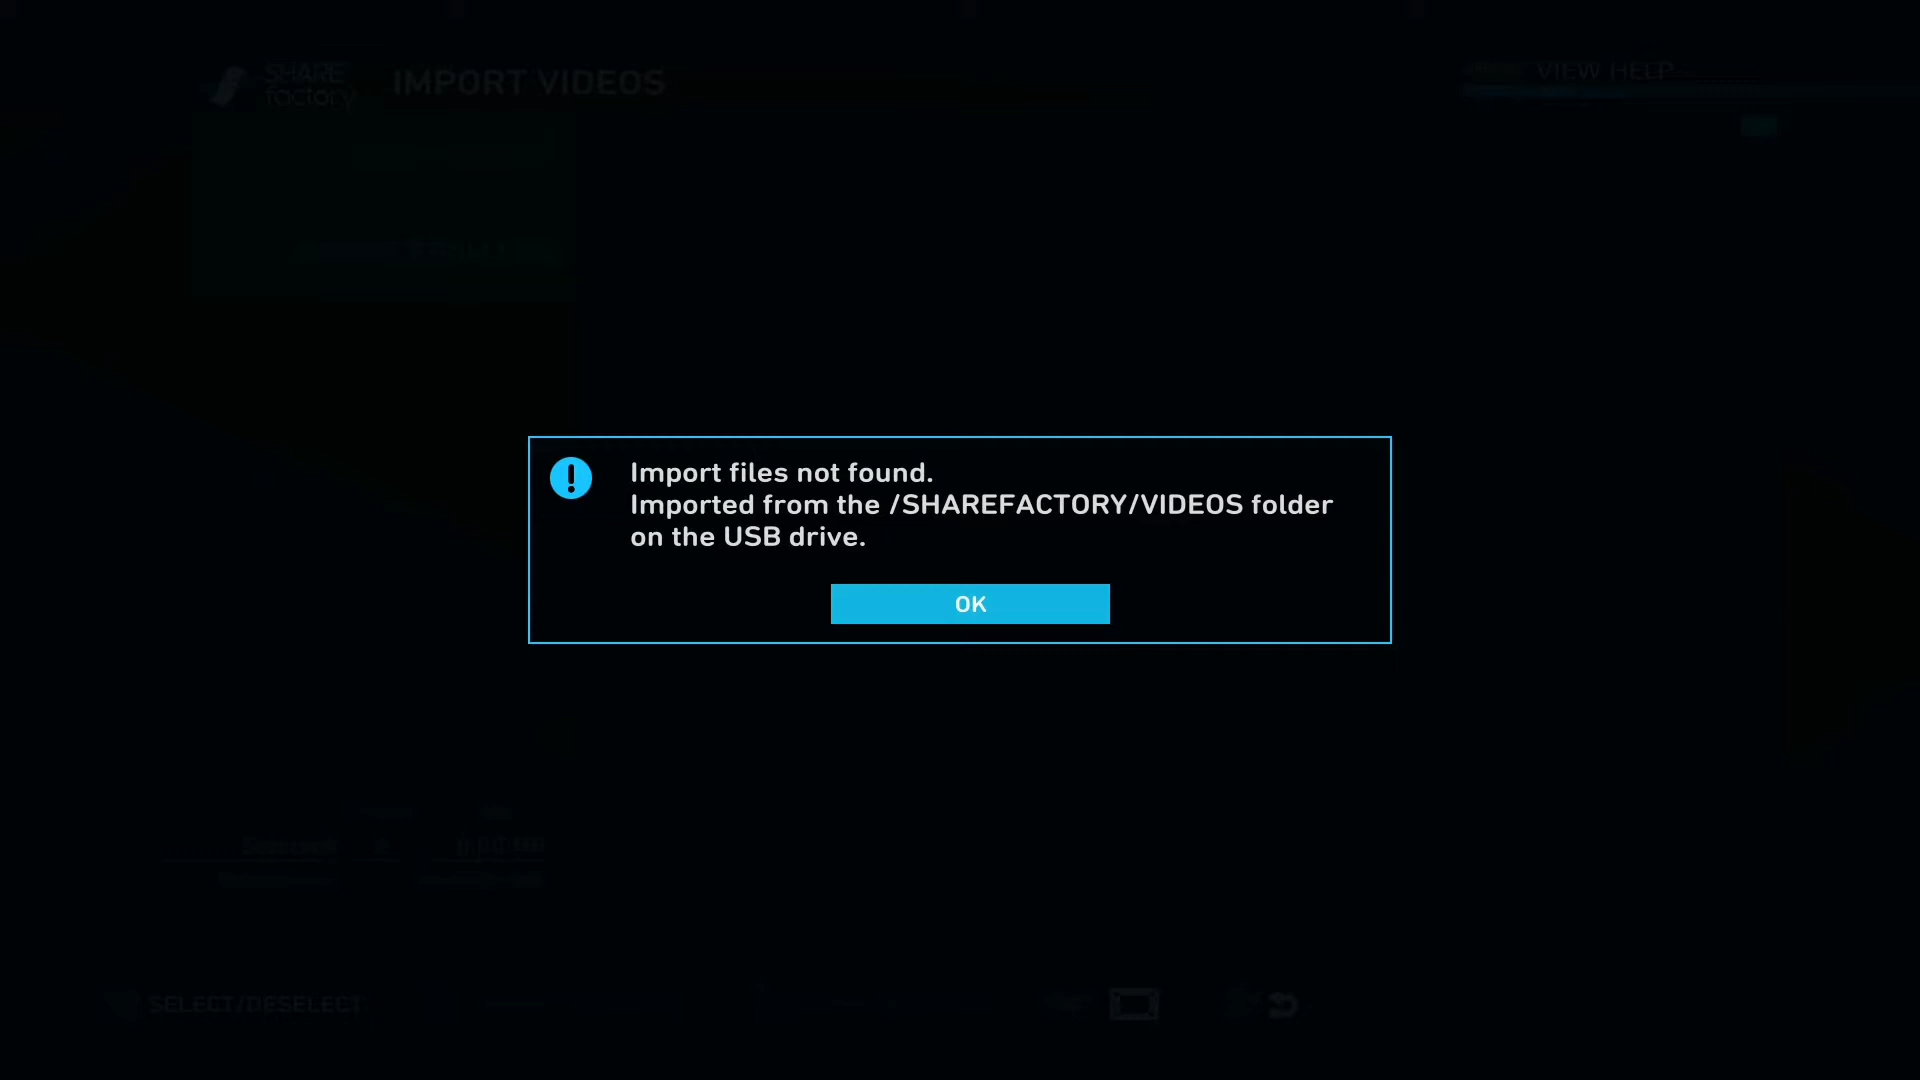 SHARE
factory
IMPORT VIDEOS
VIEW HELP
Import files not found.
Imported from the /SHAREFACTORY/VIDEOS folder
on the USB drive.
OK
SELECT/DESELECT